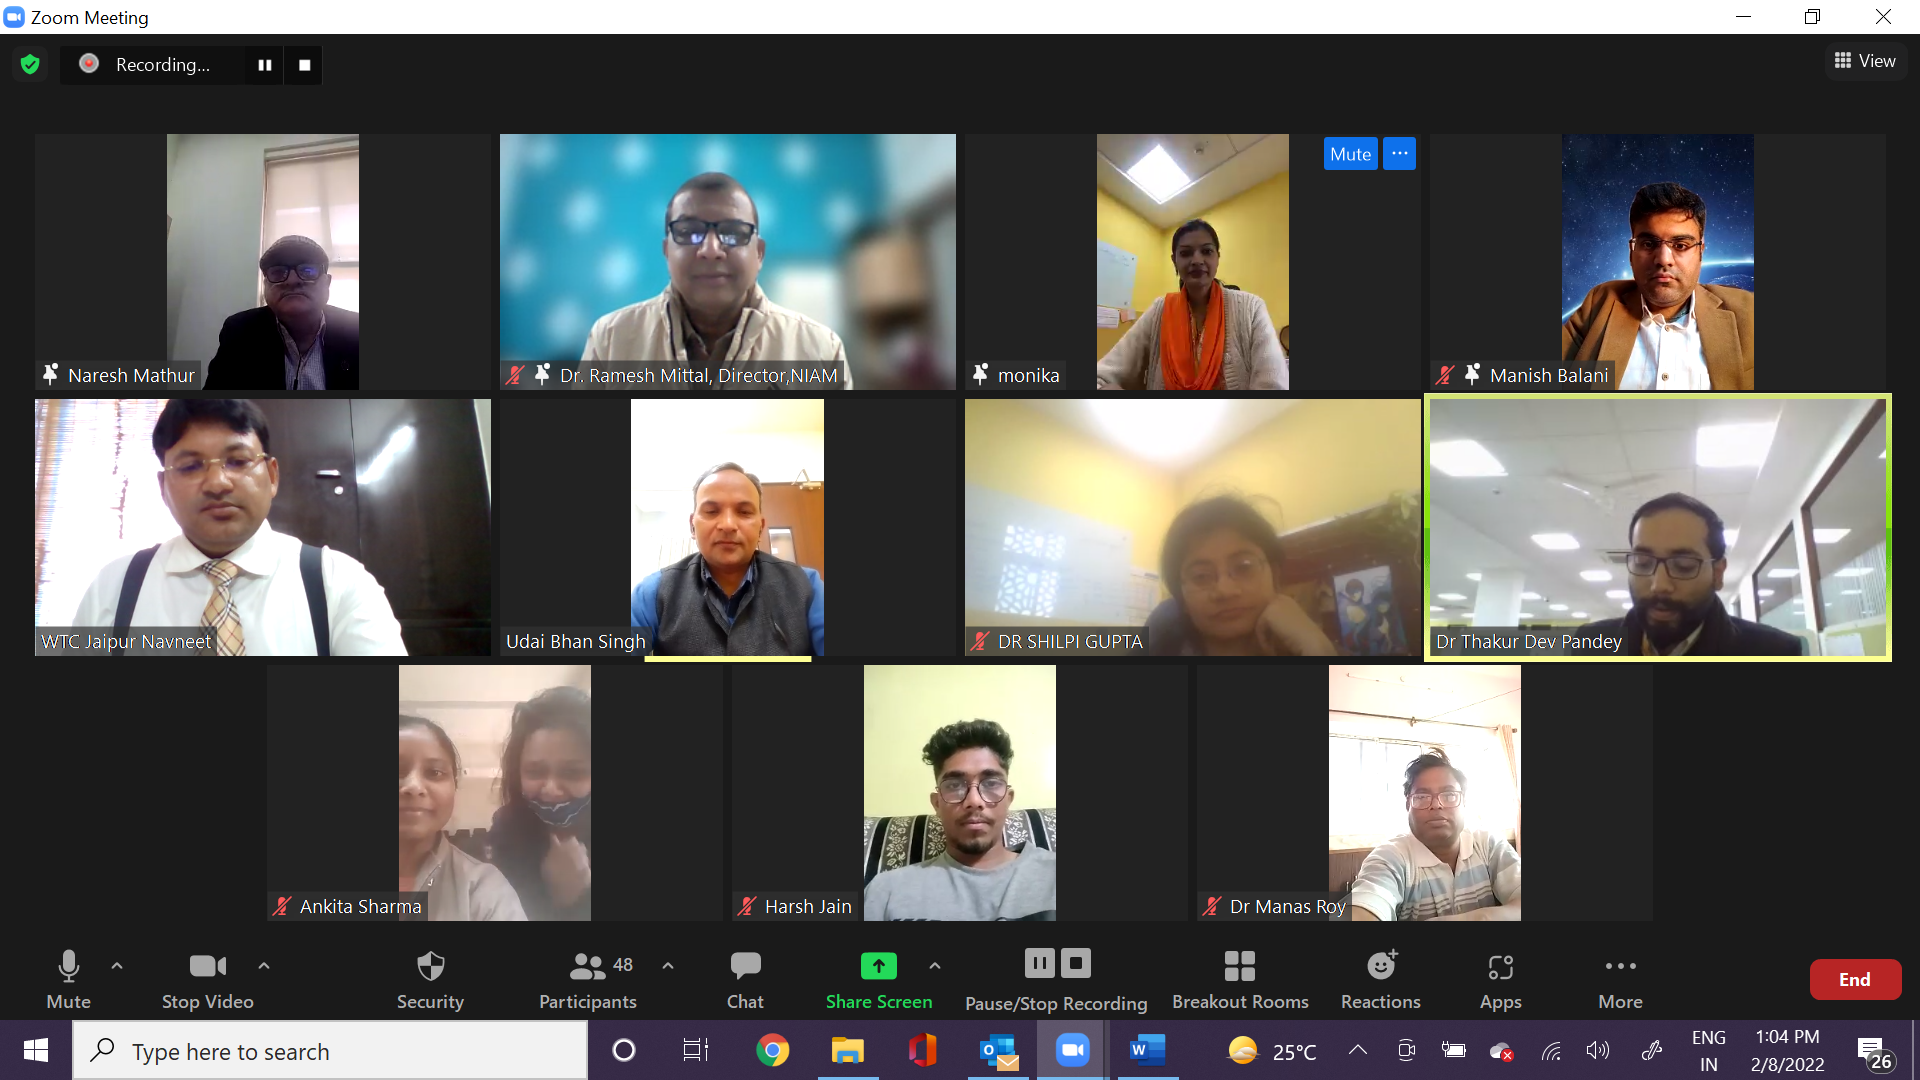 Zoom Meeting
Recording...
View
Mute
Naresh Mathur
Dr. Ramesh Mittal, Director,NIAM
monika
Manish Balani
WTC Jaipur Navneet
Udai Bhan Singh
DR SHILPI GUPTA
Dr Thakur Dev Pandey
Ankita Sharma
Harsh Jain
Dr Manas Roy
48
Mute
Stop Video
Security
Participants
Chat
Share Screen
Pause/Stop Recording
Breakout Rooms
Reactions
Apps
More
End
Type here to search
25°C
ENG
IN
1:04 PM
2/8/2022
26